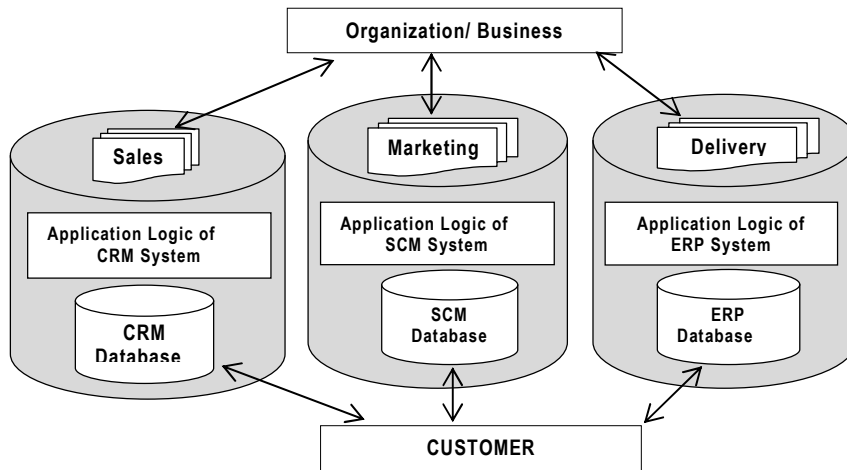 Organization/ Business
Sales
Marketing
Delivery
Application Logic of
CRM System
Application Logic of
SCM System
Application Logic of
ERP System
CRM
Database
SCM
Database
ERP
Database
CUSTOMER